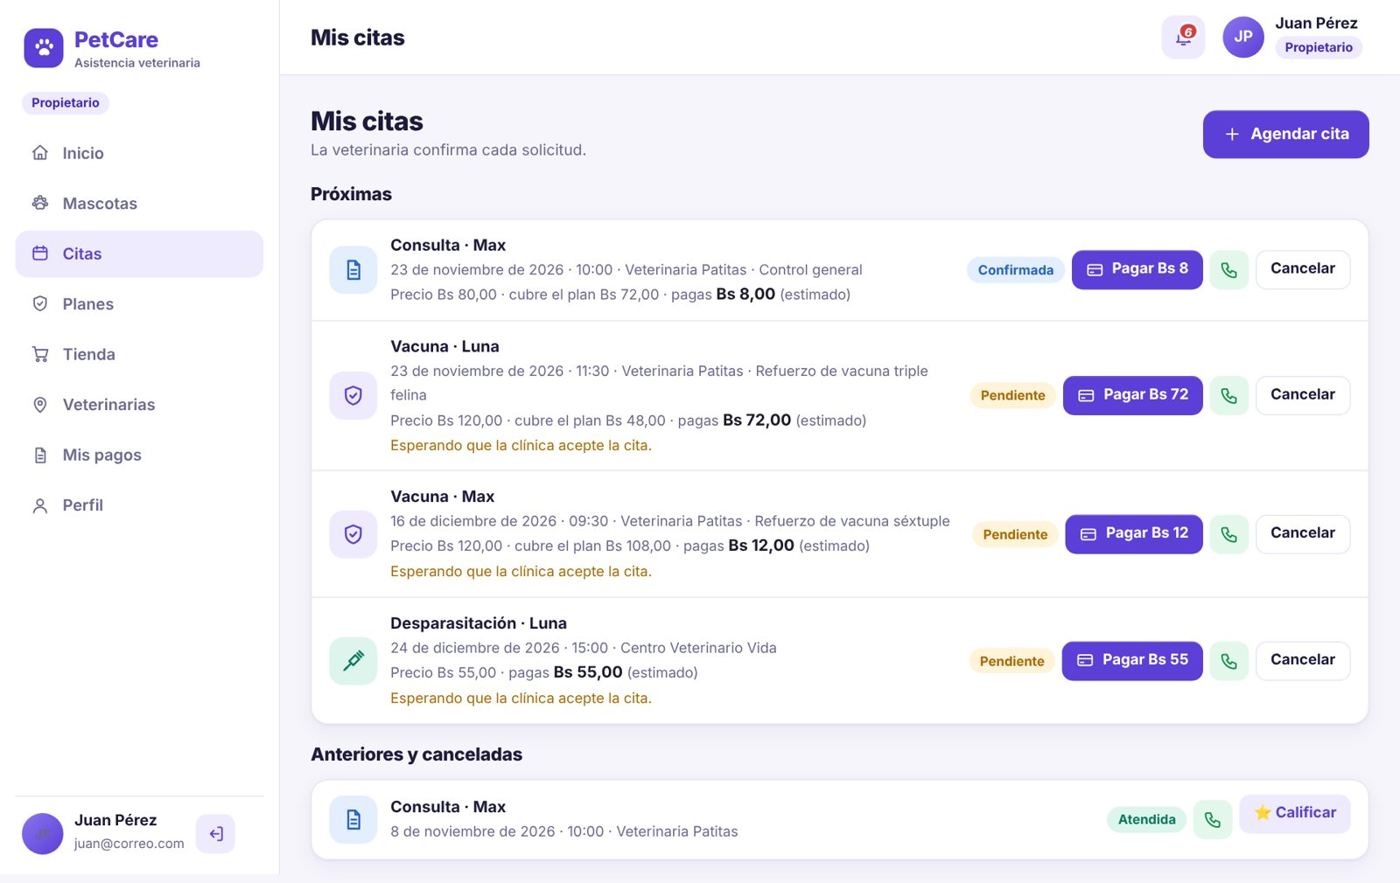 PetCare
Asistencia veterinaria
Propietario
Inicio
Mascotas
Citas
Planes
Tienda
Veterinarias
Mis pagos
Perfil
Juan Pérez
juan@correo.com
Mis citas
6
JP
Juan Pérez
Propietario
Mis citas
La veterinaria confirma cada solicitud.
Agendar cita
Próximas
Consulta · Max
23 de noviembre de 2026 · 10:00 · Veterinaria Patitas · Control general
Precio Bs 80,00 · cubre el plan Bs 72,00 · pagas Bs 8,00 (estimado)
Confirmada
Pagar Bs 8
Cancelar
Vacuna · Luna
23 de noviembre de 2026 · 11:30 · Veterinaria Patitas · Refuerzo de vacuna triple
felina
Precio Bs 120,00 · cubre el plan Bs 48,00 · pagas Bs 72,00 (estimado)
Esperando que la clínica acepte la cita.
Pendiente
Pagar Bs 72
Cancelar
Vacuna · Max
16 de diciembre de 2026 · 09:30 · Veterinaria Patitas · Refuerzo de vacuna séxtuple
Precio Bs 120,00 · cubre el plan Bs 108,00 · pagas Bs 12,00 (estimado)
Esperando que la clínica acepte la cita.
Pendiente
Pagar Bs 12
Cancelar
Desparasitación · Luna
24 de diciembre de 2026 · 15:00 · Centro Veterinario Vida
Precio Bs 55,00 · pagas Bs 55,00 (estimado)
Esperando que la clínica acepte la cita.
Pendiente
Pagar Bs 55
Cancelar
Anteriores y canceladas
Consulta · Max
8 de noviembre de 2026 · 10:00 · Veterinaria Patitas
Atendida
Calificar